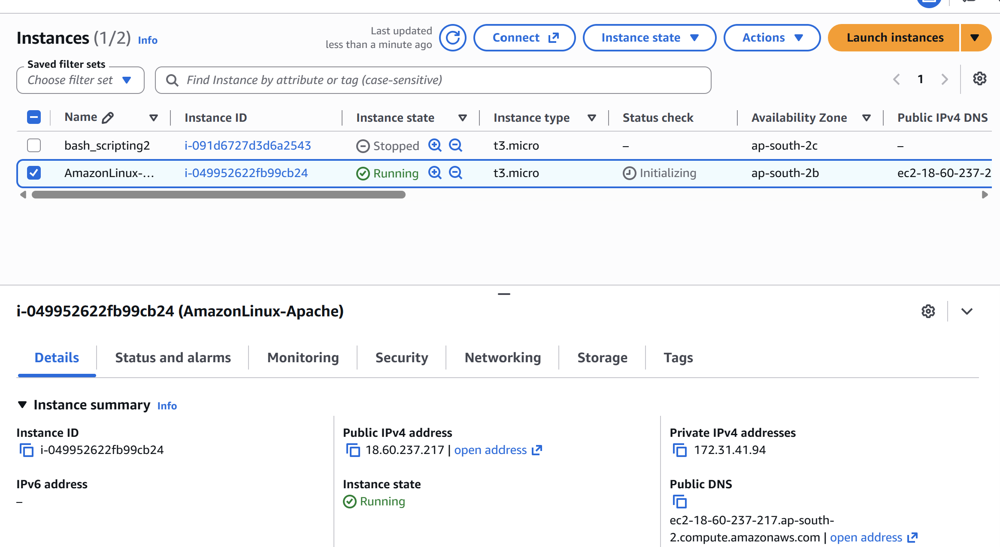 Instances (1/2) Info
Last updated
less than a minute ago
Connect
Instance state
Actions
Launch instances
Saved filter sets
Choose filter set
Find Instance by attribute or tag (case-sensitive)
1
Name Instance ID Instance state Instance type Status check Availability Zone Public IPv4 DNS
bash_scripting2 i-091d6727d3d6a2543 Stopped t3.micro – ap-south-2c –
AmazonLinux-... i-049952622fb99cb24 Running t3.micro Initializing ap-south-2b ec2-18-60-237-2
i-049952622fb99cb24 (AmazonLinux-Apache)
Details Status and alarms Monitoring Security Networking Storage Tags
Instance summary Info
Instance ID
i-049952622fb99cb24
Public IPv4 address
18.60.237.217 | open address
Private IPv4 addresses
172.31.41.94
IPv6 address
–
Instance state
Running
Public DNS
ec2-18-60-237-217.ap-south-
2.compute.amazonaws.com | open address